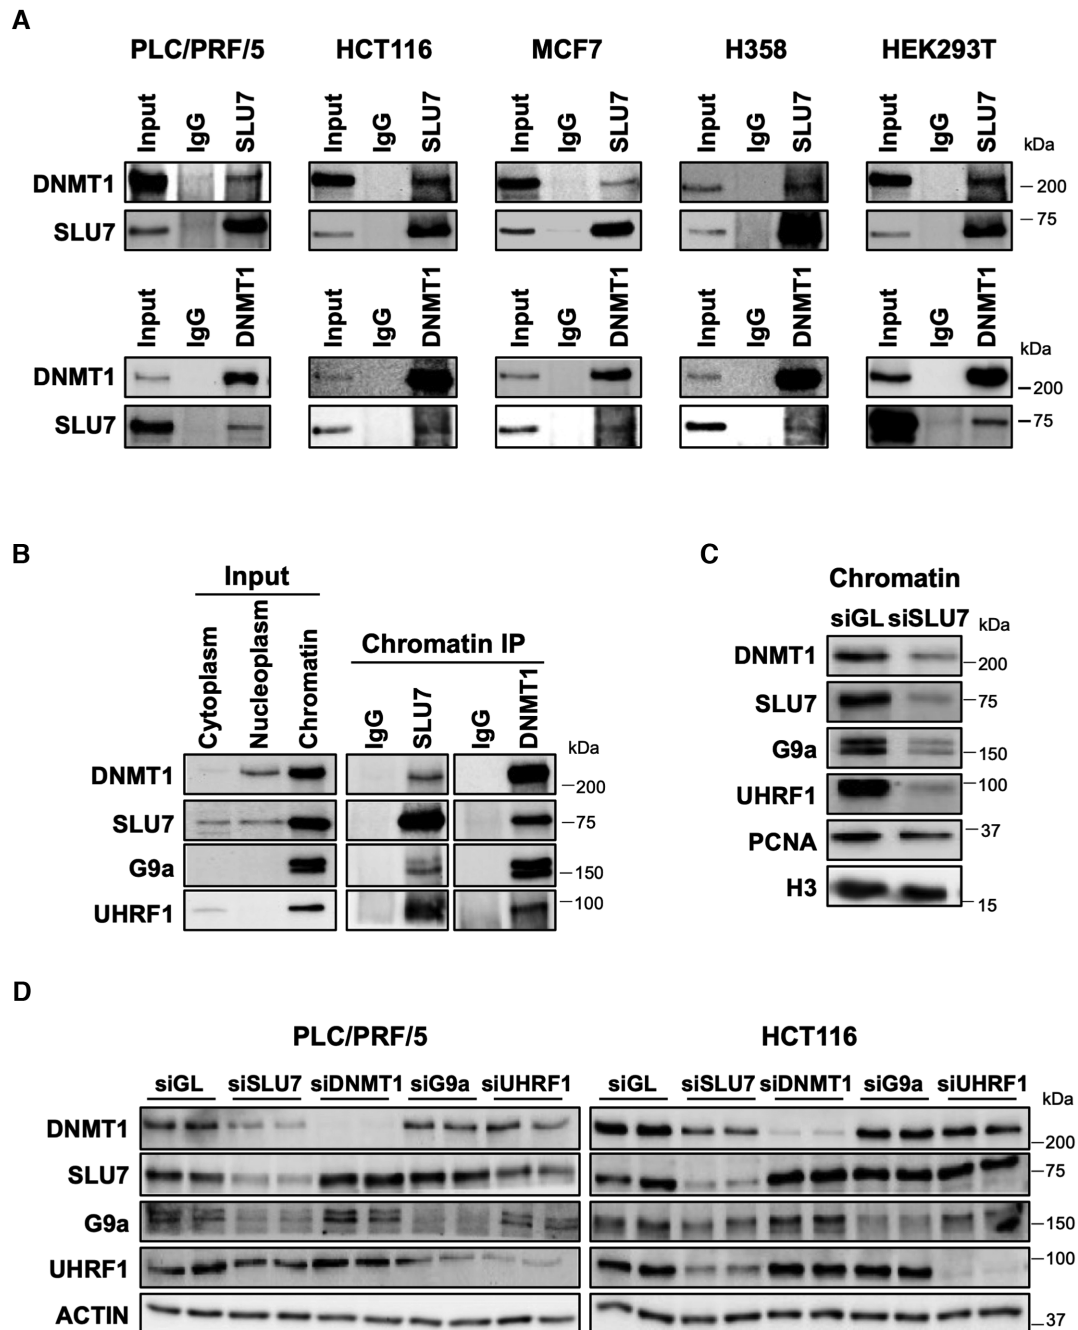 A
PLC/PRF/5 HCT116 MCF7 H358 HEK293T
Input IgG SLU7 Input IgG SLU7 Input IgG SLU7 Input IgG SLU7 Input IgG SLU7
kDa
DNMT1 200
SLU7 75
Input IgG DNMT1 Input IgG DNMT1 Input IgG DNMT1 Input IgG DNMT1 Input IgG DNMT1
kDa
DNMT1 200
SLU7 75
B
Input
Cytoplasm Nucleoplasm Chromatin
Chromatin IP
IgG SLU7 IgG DNMT1
kDa
DNMT1 200
SLU7 75
G9a 150
UHRF1 100
C
Chromatin
siGL siSLU7 kDa
DNMT1 200
SLU7 75
G9a 150
UHRF1 100
PCNA 37
H3 15
D
PLC/PRF/5 HCT116
siGL siSLU7 siDNMT1 siG9a siUHRF1 siGL siSLU7 siDNMT1 siG9a siUHRF1
kDa
DNMT1 200
SLU7 75
G9a 150
UHRF1 100
ACTIN 37